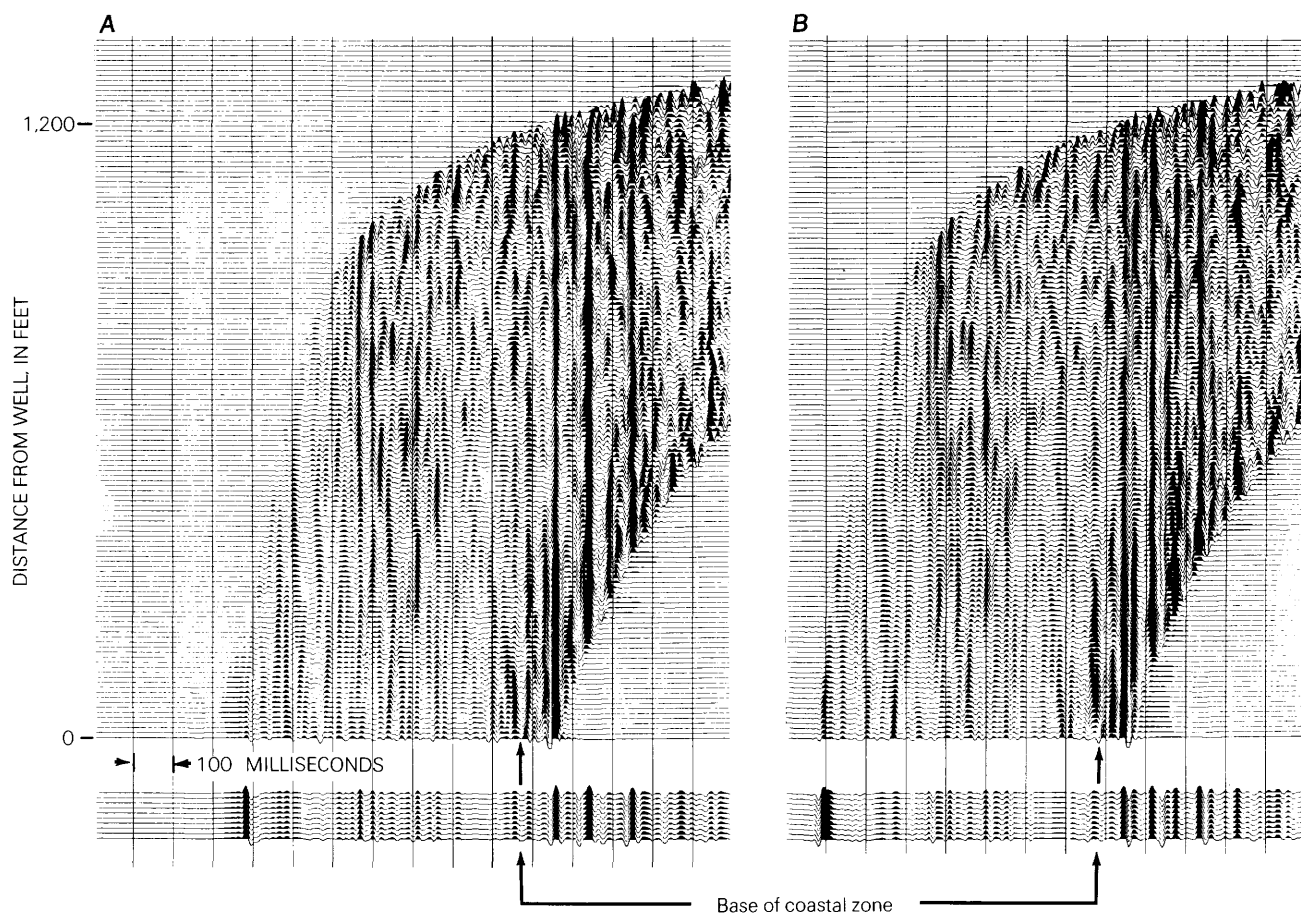 A
B
1,200
DISTANCE FROM WELL, IN FEET
0
100 MILLISECONDS
Base of coastal zone